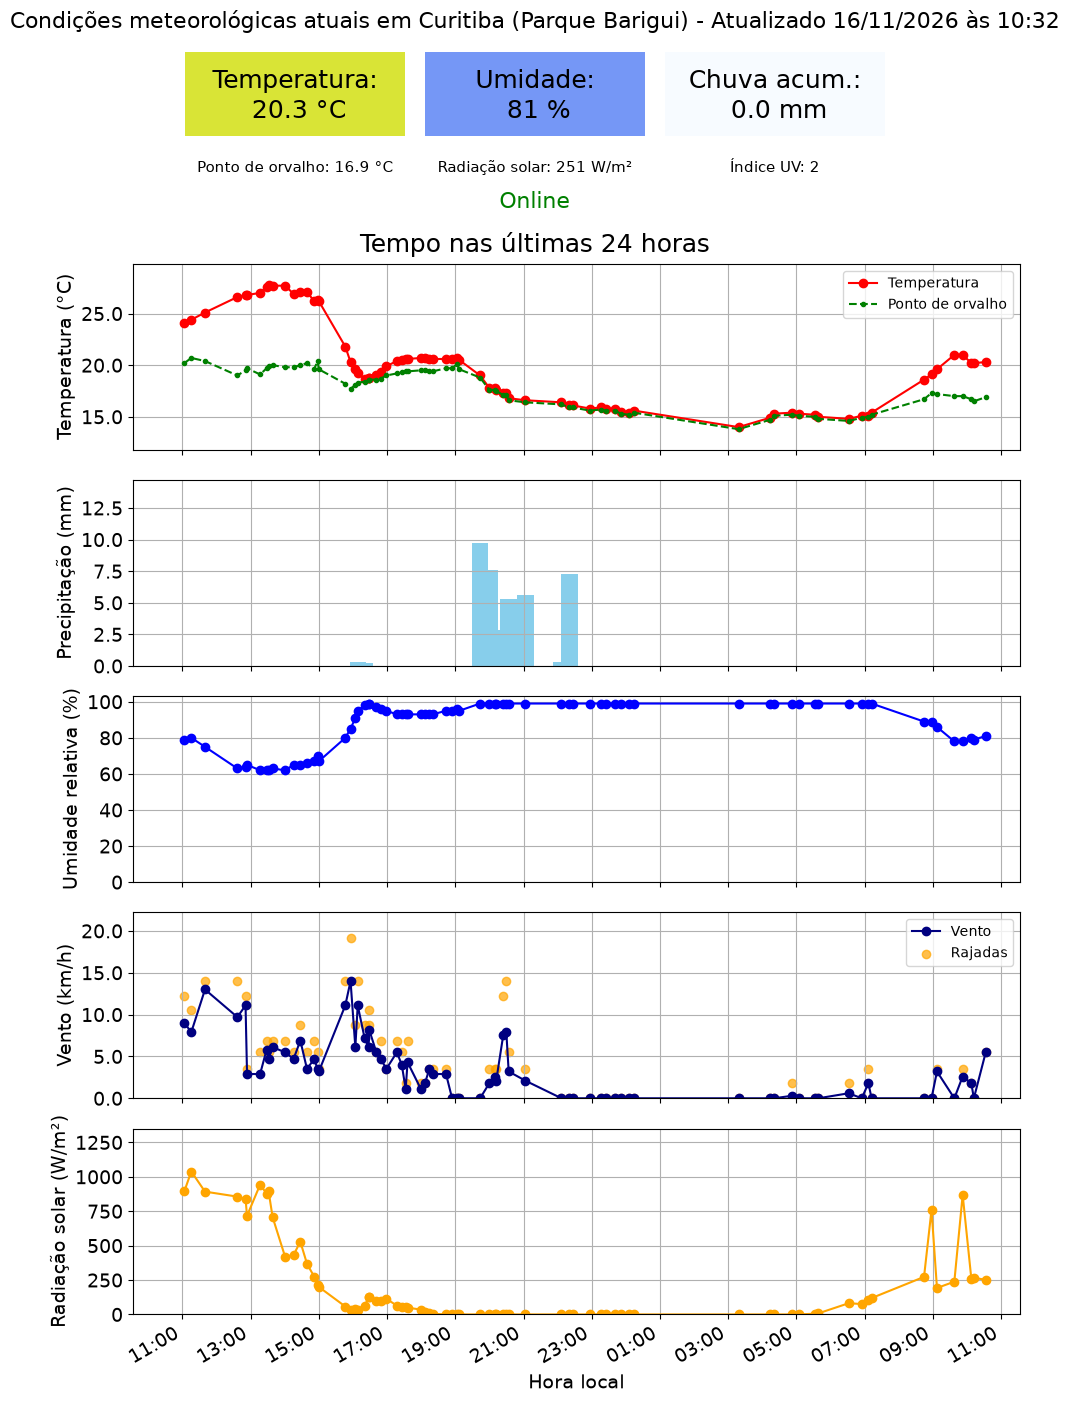 Condições meteorológicas atuais em Curitiba (Parque Barigui) - Atualizado 16/11/2026 às 10:32
Temperatura:
20.3 °C
Umidade:
81 %
Chuva acum.:
0.0 mm
Ponto de orvalho: 16.9 °C
Radiação solar: 251 W/m²
Índice UV: 2
Online
Tempo nas últimas 24 horas
Temperatura (°C)
25.0
20.0
15.0
Temperatura
Ponto de orvalho
Precipitação (mm)
12.5
10.0
7.5
5.0
2.5
0.0
Umidade relativa (%)
100
80
60
40
20
0
Vento (km/h)
20.0
15.0
10.0
5.0
0.0
Vento
Rajadas
Radiação solar (W/m²)
1250
1000
750
500
250
0
11:00
13:00
15:00
17:00
19:00
21:00
23:00
01:00
03:00
05:00
07:00
09:00
11:00
Hora local